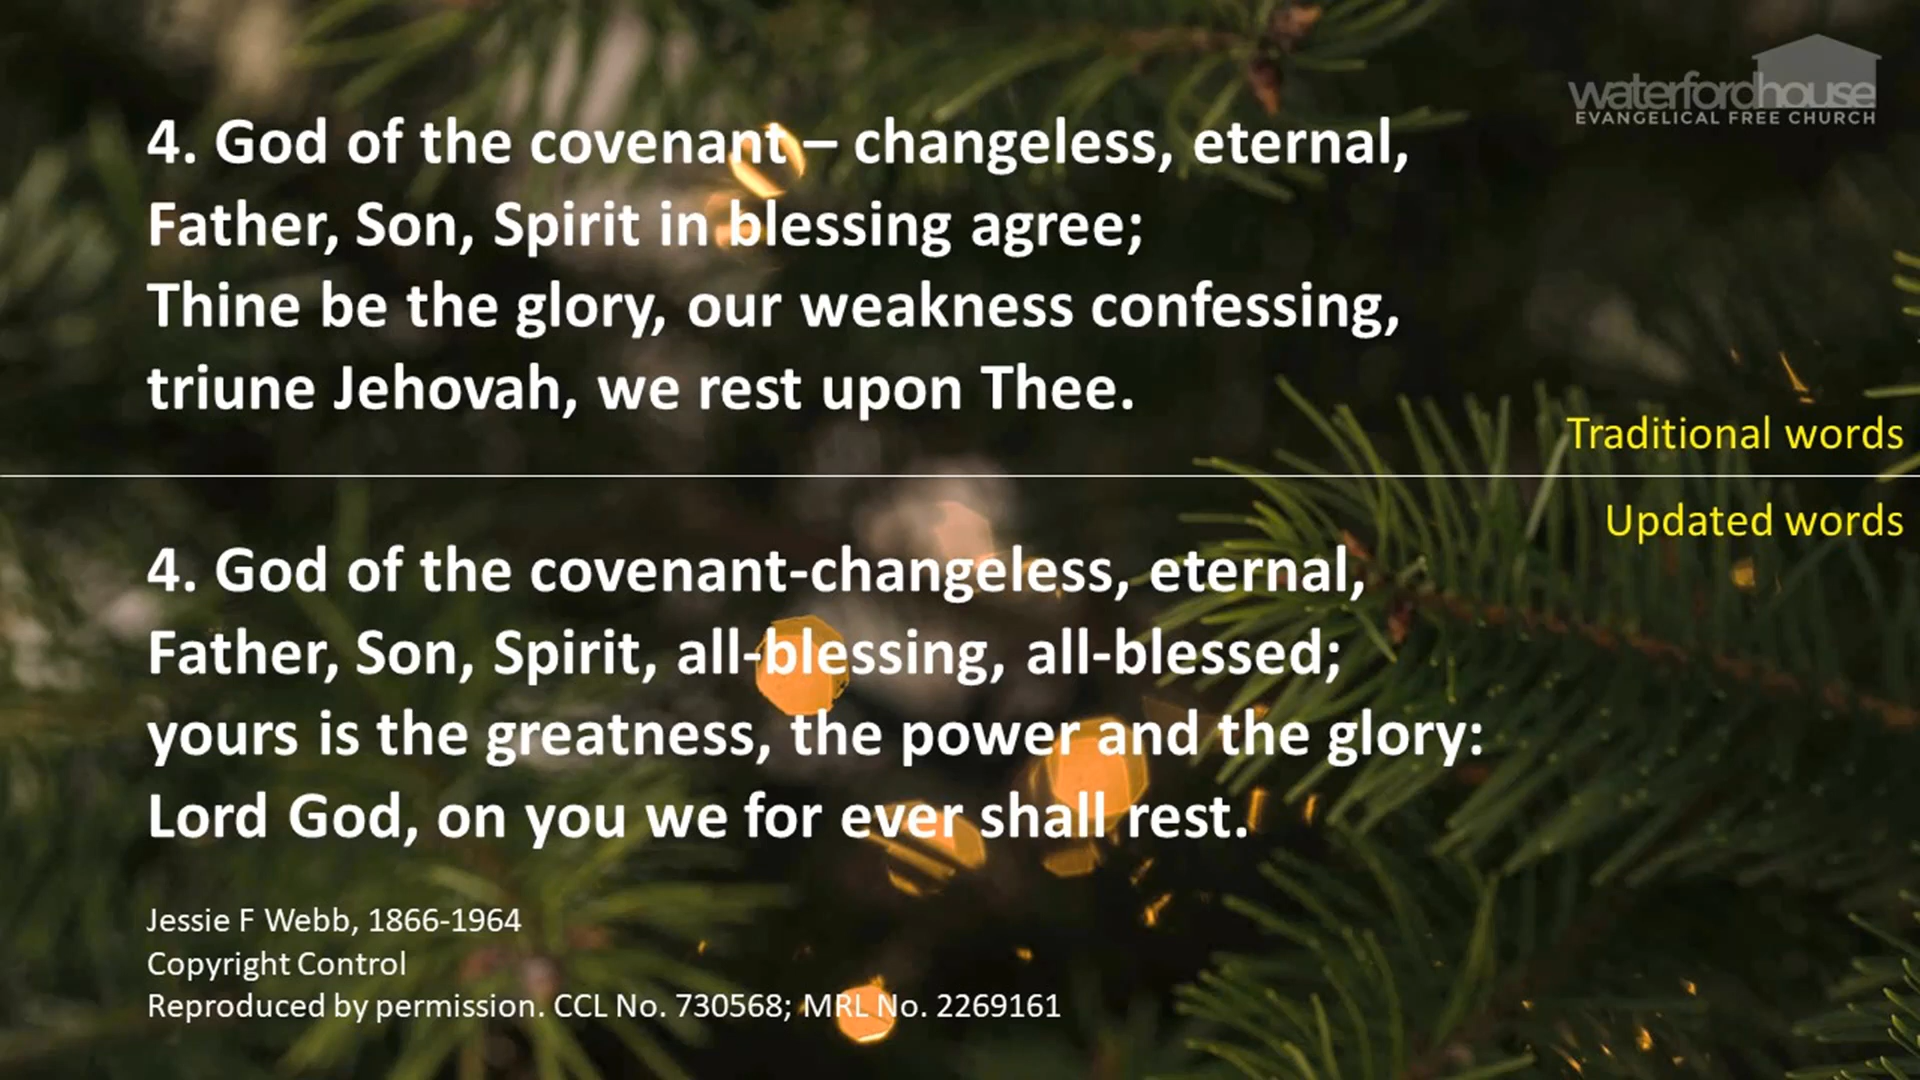 waterfordhouse
EVANGELICAL FREE CHURCH
4. God of the covenant – changeless, eternal,
Father, Son, Spirit in blessing agree;
Thine be the glory, our weakness confessing,
triune Jehovah, we rest upon Thee.
Traditional words
Updated words
4. God of the covenant-changeless, eternal,
Father, Son, Spirit, all-blessing, all-blessed;
yours is the greatness, the power and the glory:
Lord God, on you we for ever shall rest.
Jessie F Webb, 1866-1964
Copyright Control
Reproduced by permission. CCL No. 730568; MRL No. 2269161